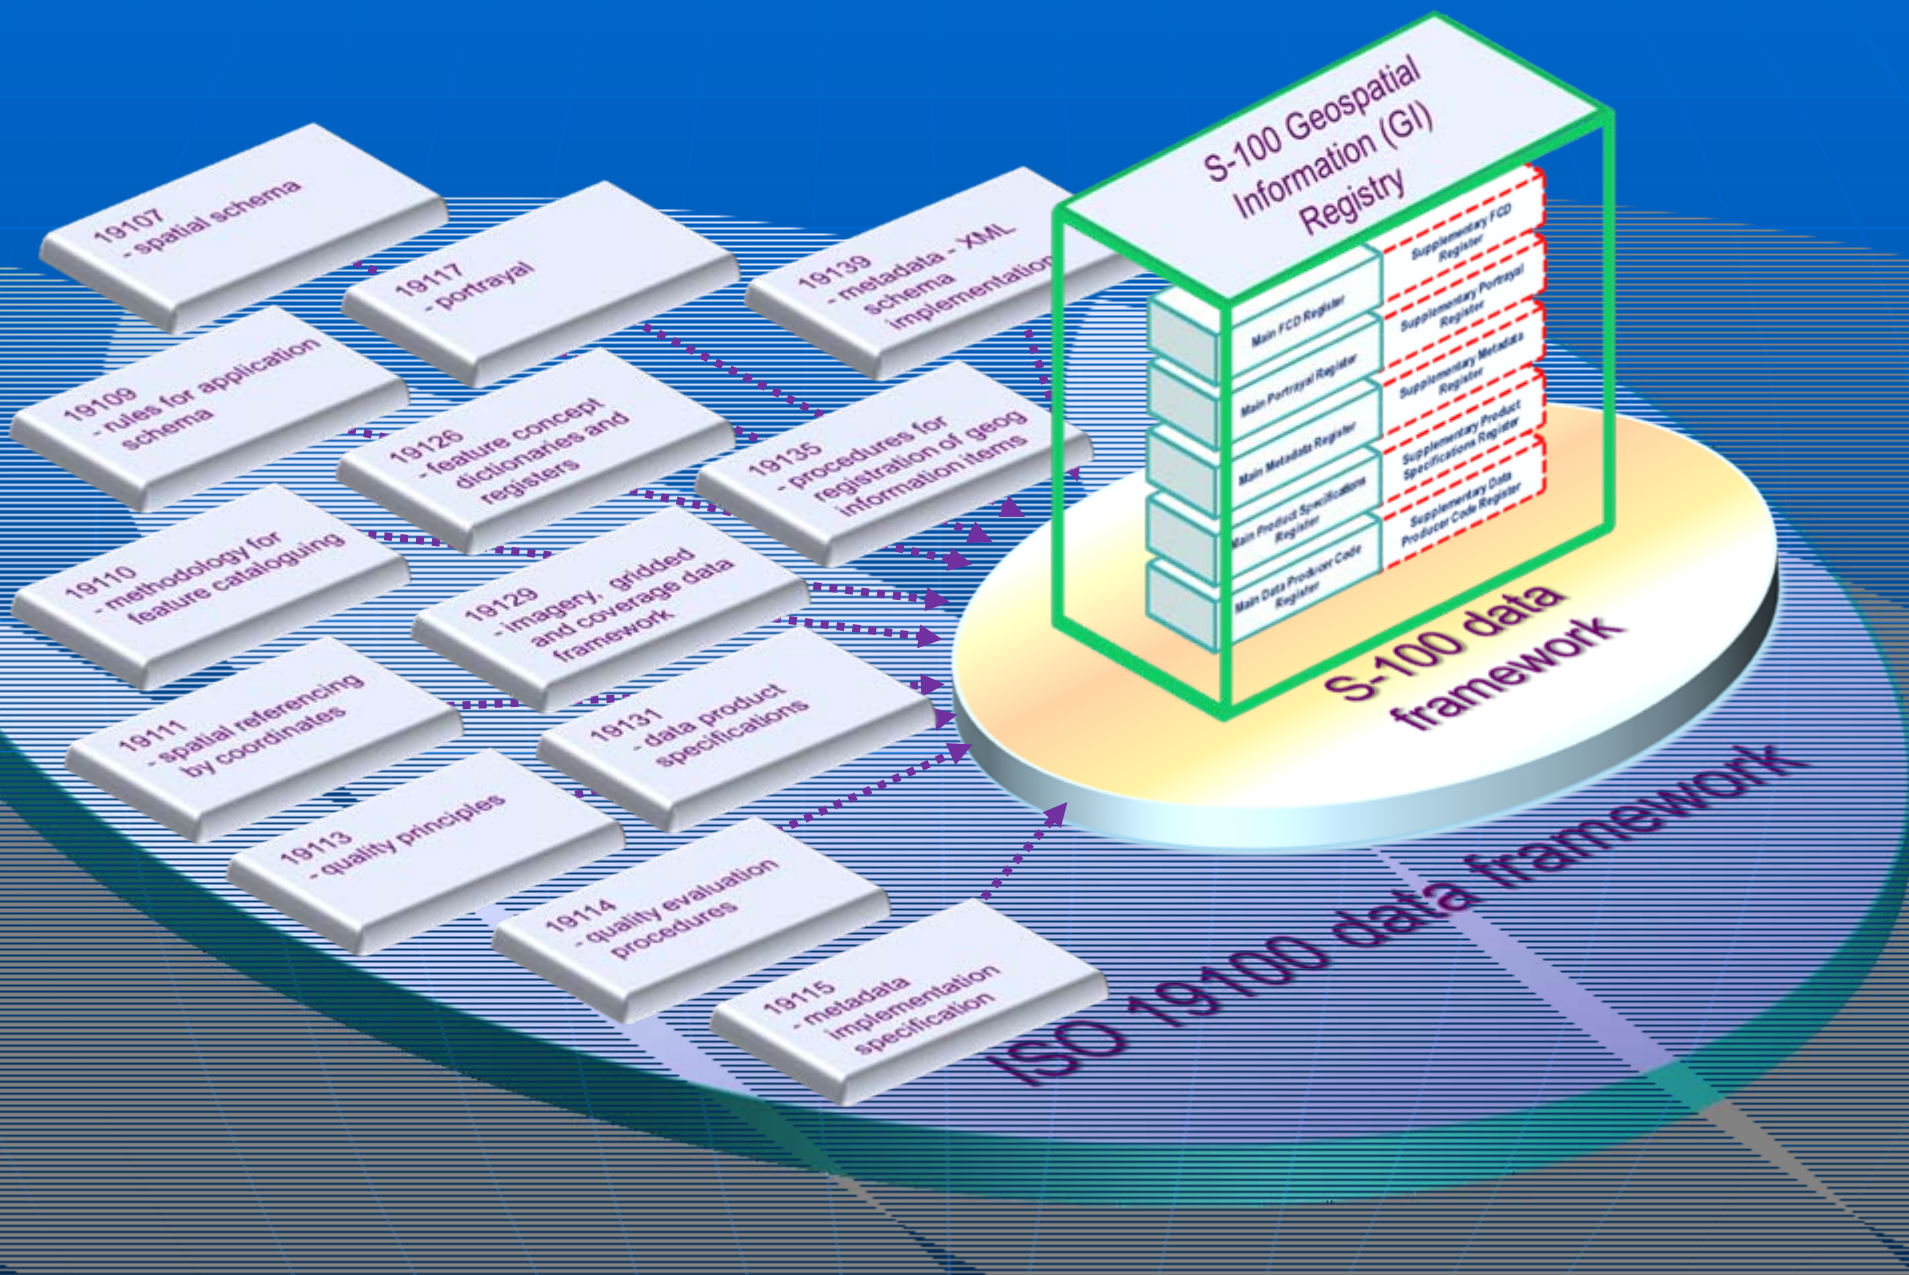 19107
- spatial schema
19117
- portrayal
19139
- metadata - XML
schema
implementation
19109
- rules for application
schema
19126
- feature concept
dictionaries and
registers
19135
- procedures for
registration of geog
information items
19110
- methodology for
feature cataloguing
19129
- imagery, gridded
and coverage data
framework
19111
- spatial referencing
by coordinates
19131
- data product
specifications
19113
- quality principles
19114
- quality evaluation
procedures
19115
- metadata
implementation
specification
S-100 Geospatial
Information (GI)
Registry
Main FCD Register
Supplementary FCD
Register
Main Portrayal Register
Supplementary Portrayal
Register
Main Metadata Register
Supplementary Metadata
Register
Main Product Specifications
Register
Supplementary Product
Specifications Register
Main Data Producer Code
Register
Supplementary Data
Producer Code Register
S-100 data
framework
ISO 19100 data framework